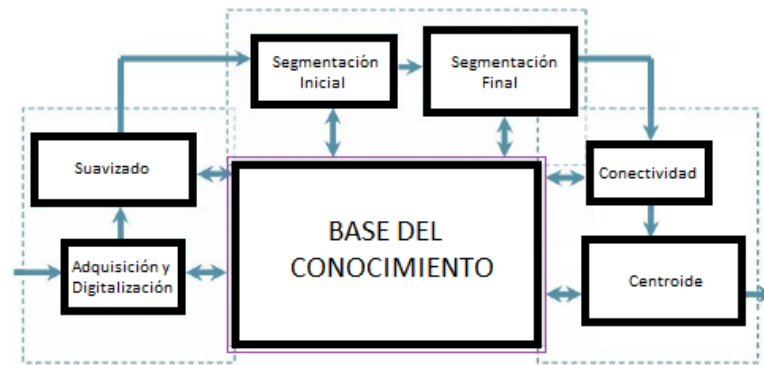 Segmentación
Inicial
Segmentación
Final
Suavizado
Conectividad
BASE DEL
CONOCIMIENTO
Adquisición y
Digitalización
Centroide